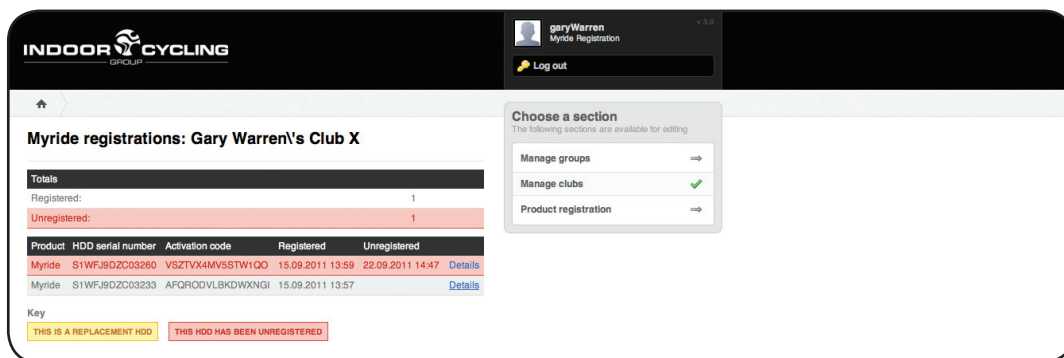 INDOOR CYCLING
GROUP
garyWarren
v 3.0
Myride Registration
Log out
Myride registrations: Gary Warren\'s Club X
Totals
Registered: 1
Unregistered: 1
Product HDD serial number Activation code Registered Unregistered
Myride S1WFJ9DZC03260 VSZTVX4MV5STW1QO 15.09.2011 13:59 22.09.2011 14:47 Details
Myride S1WFJ9DZC03233 AFQRODVLBKDWXNGI 15.09.2011 13:57 Details
Key
THIS IS A REPLACEMENT HDD THIS HDD HAS BEEN UNREGISTERED
Choose a section
The following sections are available for editing
Manage groups
Manage clubs
Product registration